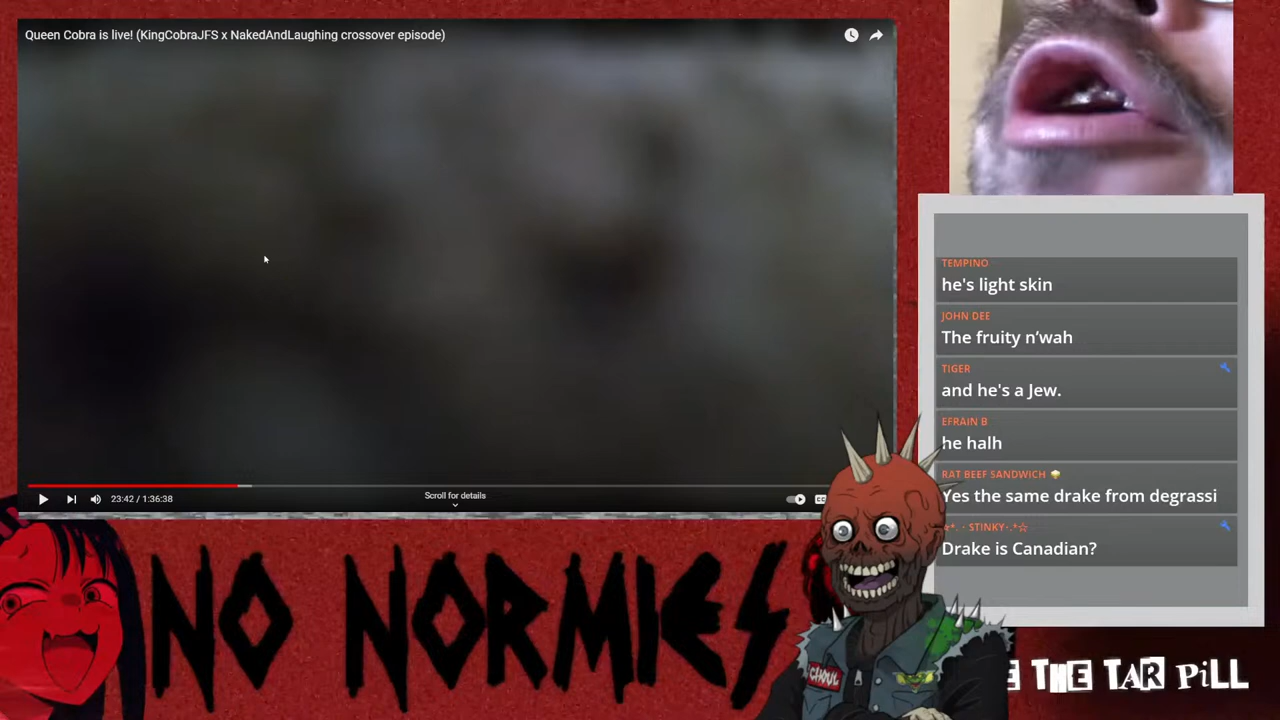 Queen Cobra is live! (KingCobraJFS x NakedAndLaughing crossover episode)
TEMPINO
he's light skin
JOHN DEE
The fruity n’wah
TIGER
and he's a Jew.
EFRAIN B
he halh
RAT BEEF SANDWICH
Yes the same drake from degrassi
☆*. · STINKY·.*☆
Drake is Canadian?
23:42 / 1:36:38
Scroll for details
CC
NO NORMIES
GHOUL
E THE TAR PiLL